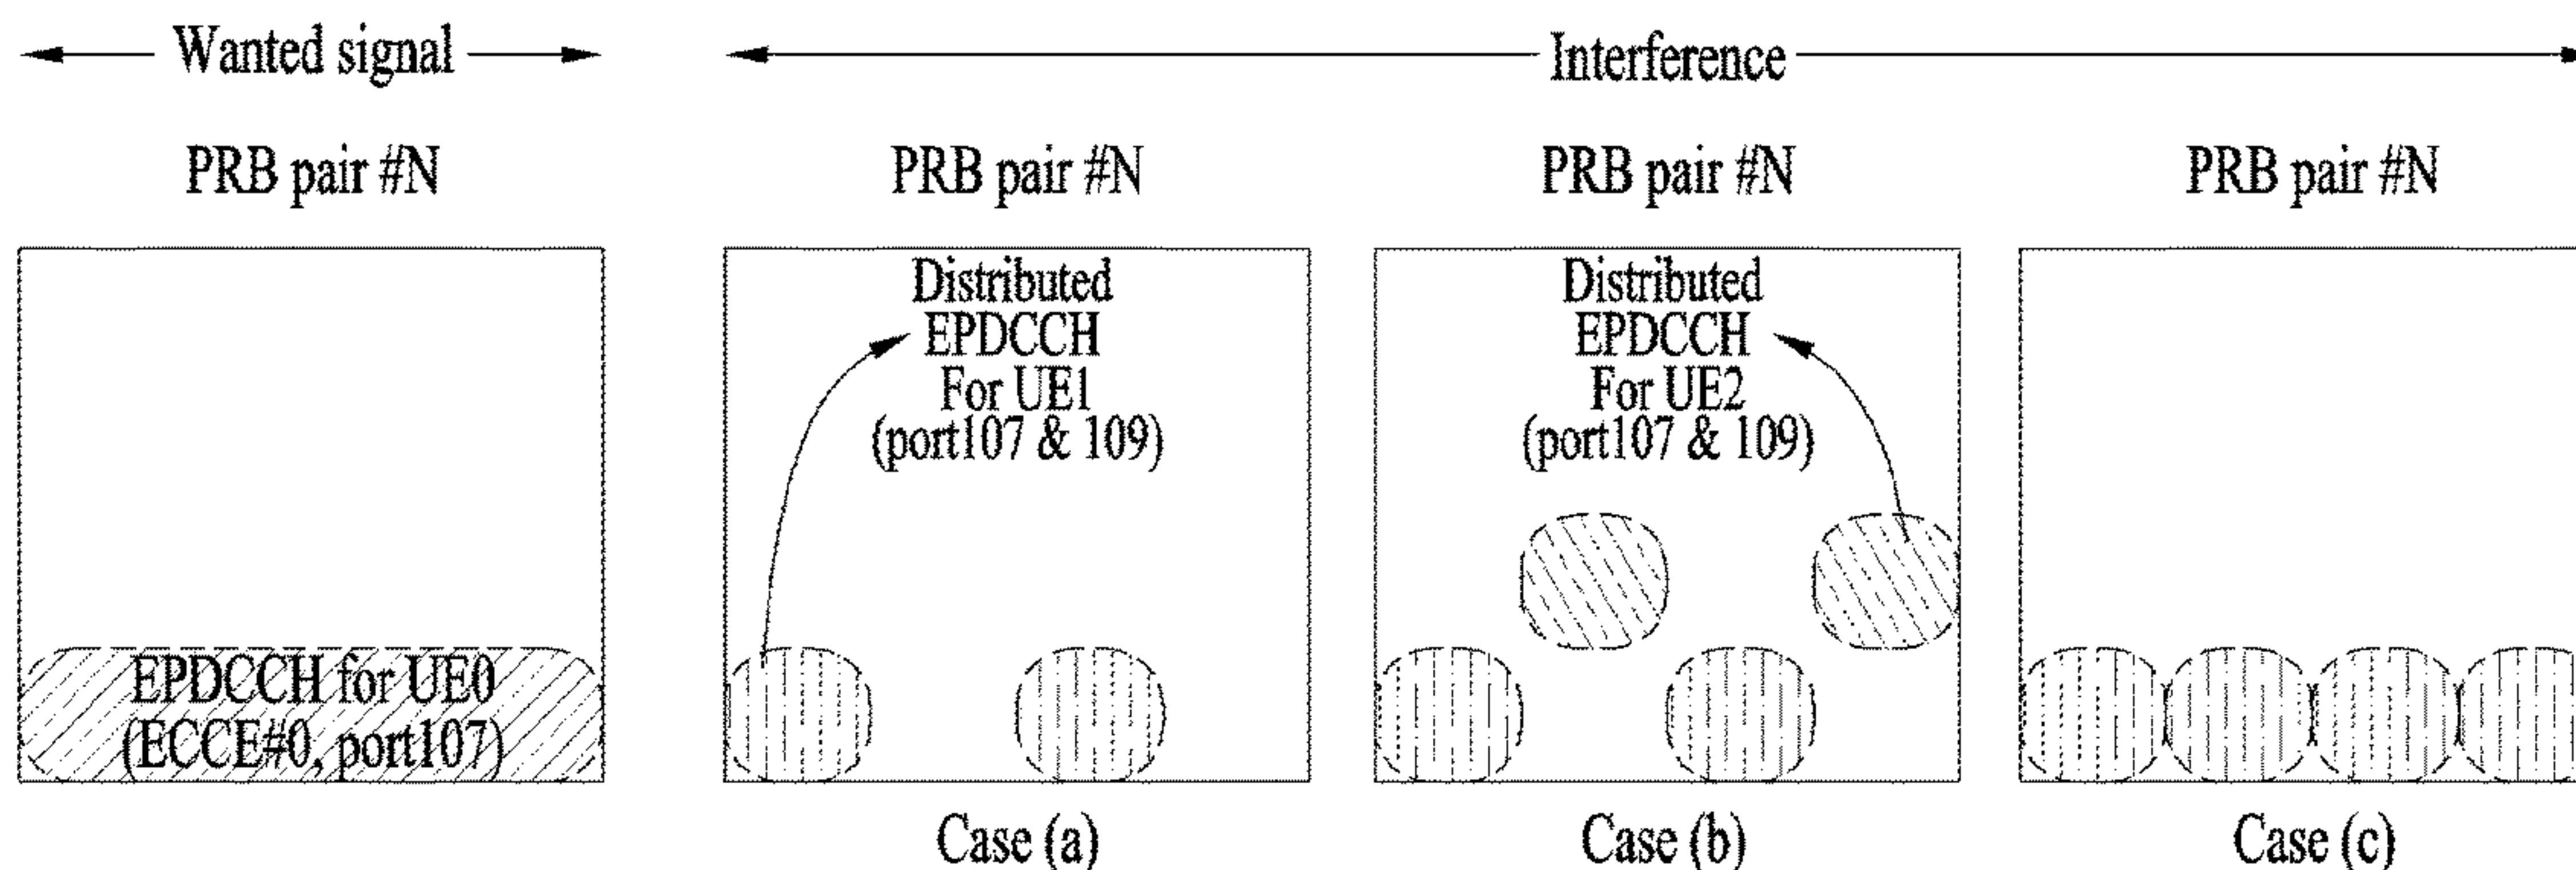 Wanted signal
Interference
PRB pair #N
PRB pair #N
PRB pair #N
PRB pair #N
EPDCCH for UE0
(ECCE#0, port107)
Distributed
EPDCCH
For UE1
(port107 & 109)
Distributed
EPDCCH
For UE2
(port107 & 109)
Case (a)
Case (b)
Case (c)